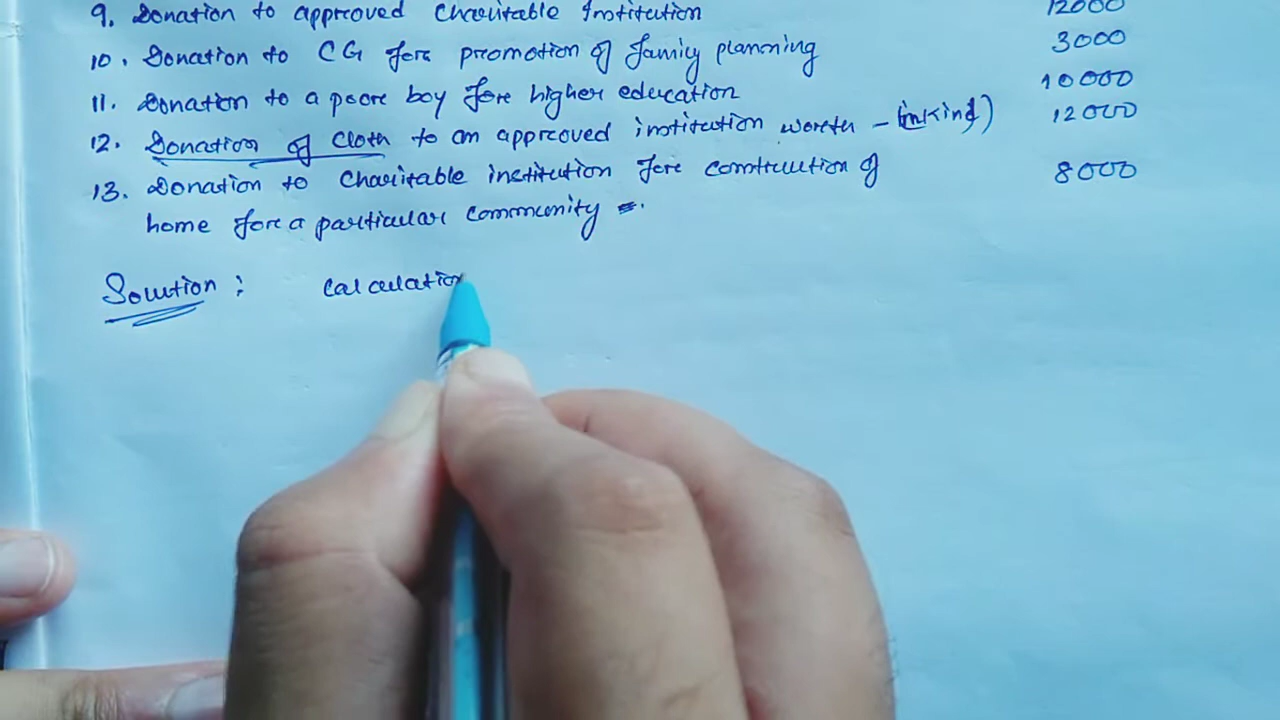 9. Donation to approved Charitable Institution 12000
10. Donation to CG for promotion of family planning 3000
11. Donation to a poore boy for higher education 10000
12. Donation of Cloth to an approved institution worth - (in kind) 12000
13. Donation to Charitable institution for construction of 8000
home for a particular community
Solution : Calculation